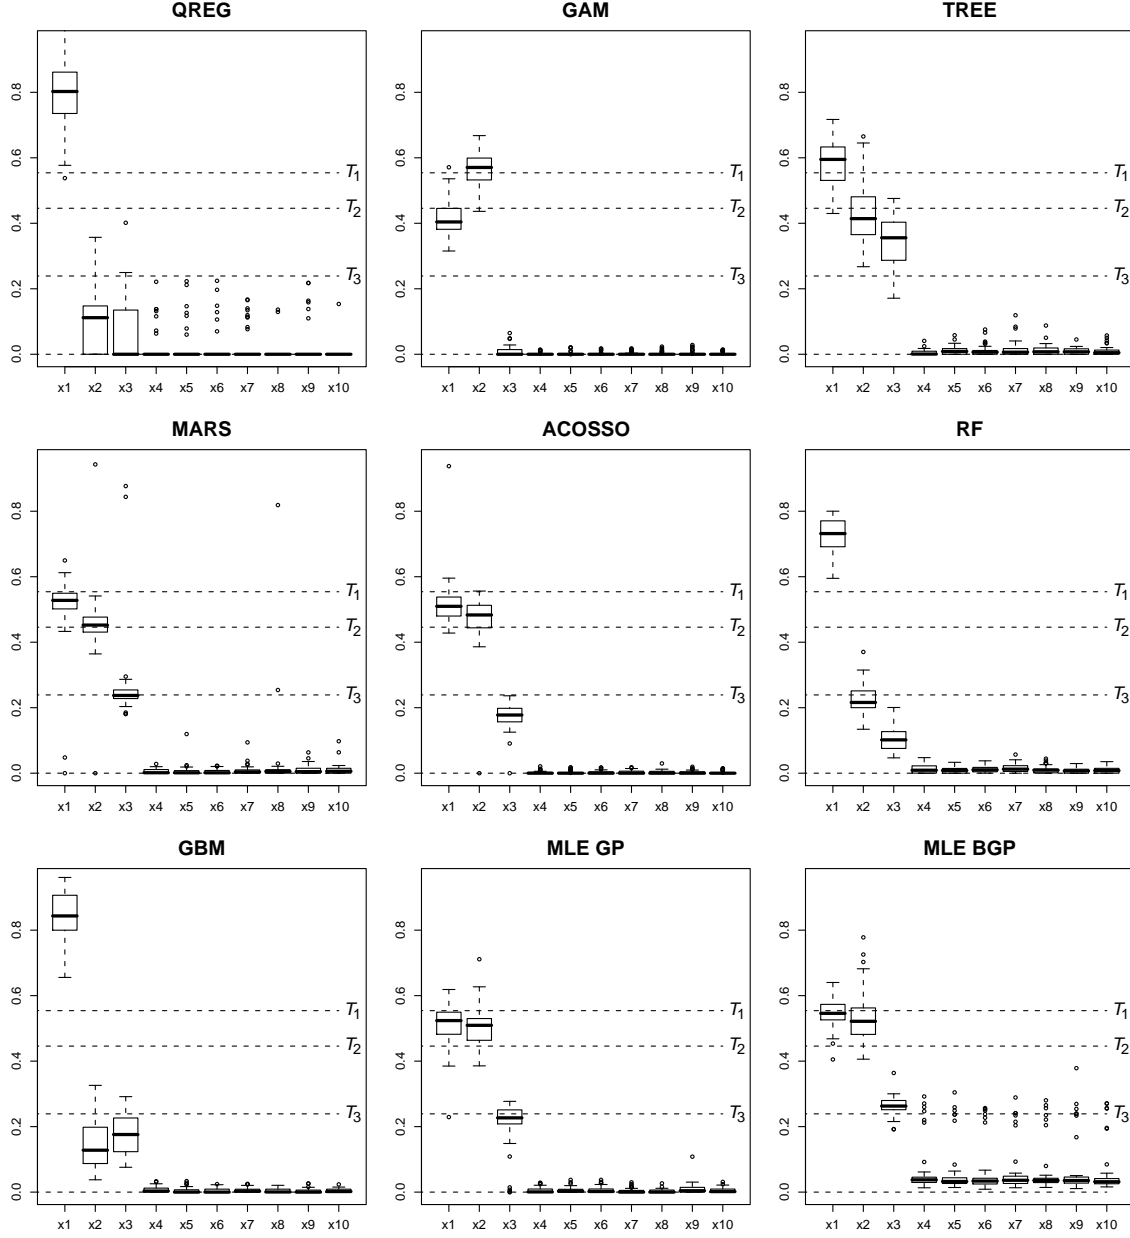 QREG GAM TREE
0.0 0.2 0.4 0.6 0.8 T1 T2 T3 0.0 0.2 0.4 0.6 0.8 T1 T2 T3 0.0 0.2 0.4 0.6 0.8 T1 T2 T3
x1 x2 x3 x4 x5 x6 x7 x8 x9 x10 x1 x2 x3 x4 x5 x6 x7 x8 x9 x10 x1 x2 x3 x4 x5 x6 x7 x8 x9 x10
MARS ACOSSO RF
0.0 0.2 0.4 0.6 0.8 T1 T2 T3 0.0 0.2 0.4 0.6 0.8 T1 T2 T3 0.0 0.2 0.4 0.6 0.8 T1 T2 T3
x1 x2 x3 x4 x5 x6 x7 x8 x9 x10 x1 x2 x3 x4 x5 x6 x7 x8 x9 x10 x1 x2 x3 x4 x5 x6 x7 x8 x9 x10
GBM MLE GP MLE BGP
0.0 0.2 0.4 0.6 0.8 T1 T2 T3 0.0 0.2 0.4 0.6 0.8 T1 T2 T3 0.0 0.2 0.4 0.6 0.8 T1 T2 T3
x1 x2 x3 x4 x5 x6 x7 x8 x9 x10 x1 x2 x3 x4 x5 x6 x7 x8 x9 x10 x1 x2 x3 x4 x5 x6 x7 x8 x9 x10